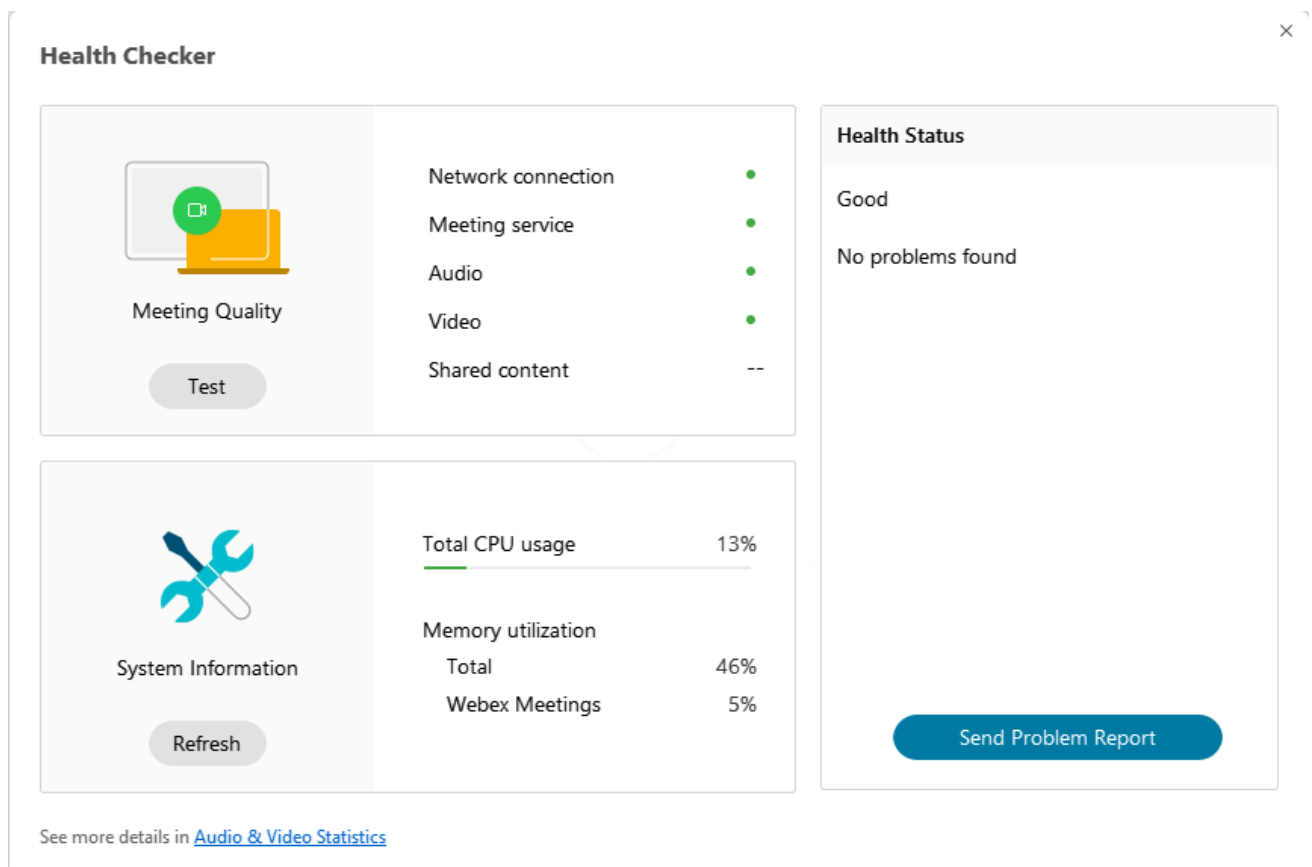 Health Checker
Meeting Quality
Test
Network connection
Meeting service
Audio
Video
Shared content --
System Information
Refresh
Total CPU usage 13%
Memory utilization
Total 46%
Webex Meetings 5%
Health Status
Good
No problems found
Send Problem Report
See more details in Audio & Video Statistics